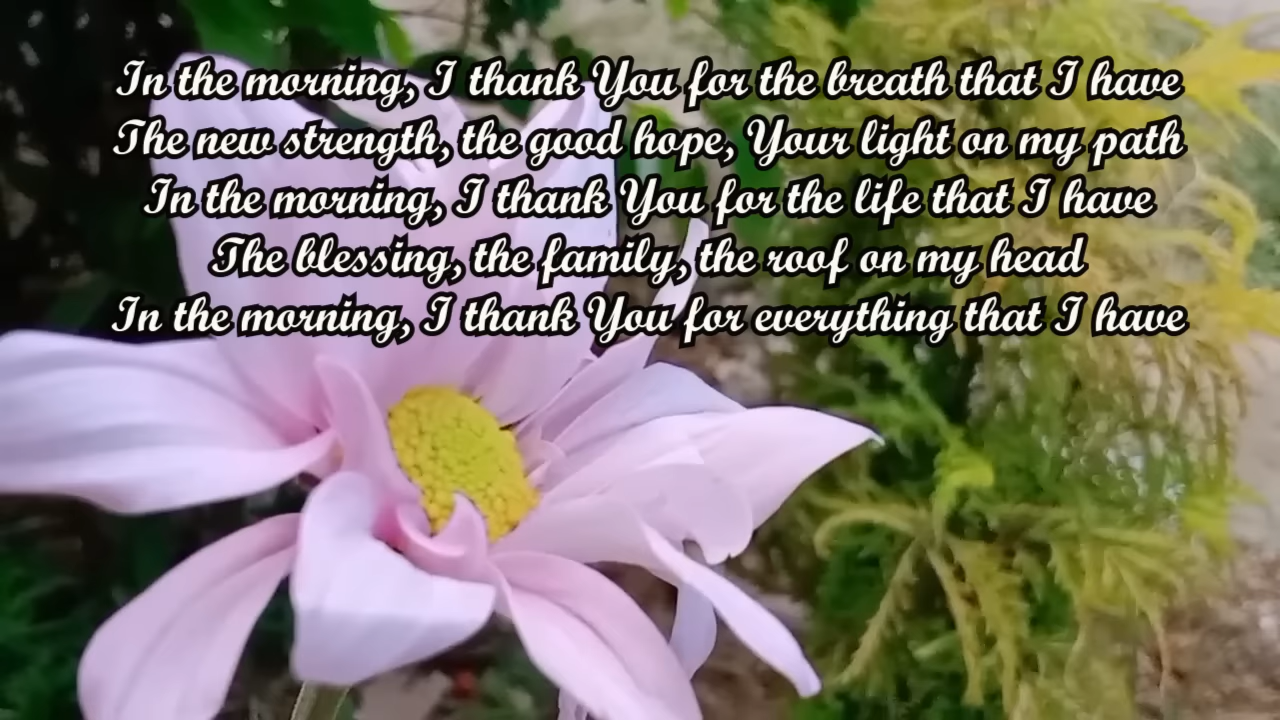 In the morning, I thank You for the breath that I have
The new strength, the good hope, Your light on my path
In the morning, I thank You for the life that I have
The blessing, the family, the roof on my head
In the morning, I thank You for everything that I have